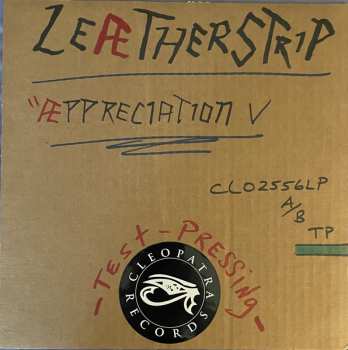 LEÆTHERSTRIP
"ÆPPRECIATION V
CLO2556LP
A/B
TP
-Test-Pressing-
CLEOPATRA
RECORDS